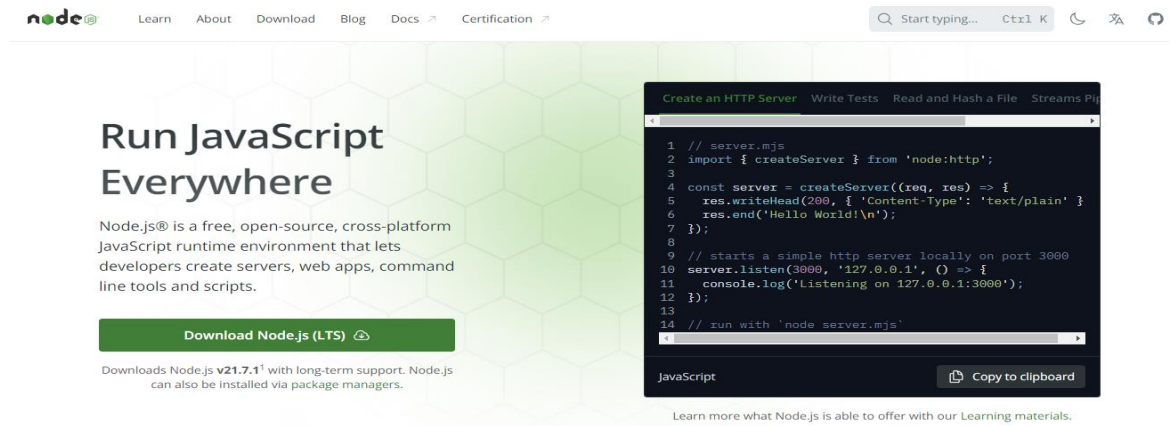 node JS
Learn About Download Blog Docs Certification
Start typing... Ctrl K
Run JavaScript
Everywhere
Node.js® is a free, open-source, cross-platform
JavaScript runtime environment that lets
developers create servers, web apps, command
line tools and scripts.
Download Node.js (LTS)
Downloads Node.js v21.7.1¹ with long-term support. Node.js
can also be installed via package managers.
Create an HTTP Server Write Tests Read and Hash a File Streams Pip
1 // server.mjs
2 import { createServer } from 'node:http';
3
4 const server = createServer((req, res) => {
5 res.writeHead(200, { 'Content-Type': 'text/plain' }
6 res.end('Hello World!\n');
7 });
8
9 // starts a simple http server locally on port 3000
10 server.listen(3000, '127.0.0.1', () => {
11 console.log('Listening on 127.0.0.1:3000');
12 });
13
14 // run with `node server.mjs`
JavaScript Copy to clipboard
Learn more what Node.js is able to offer with our Learning materials.